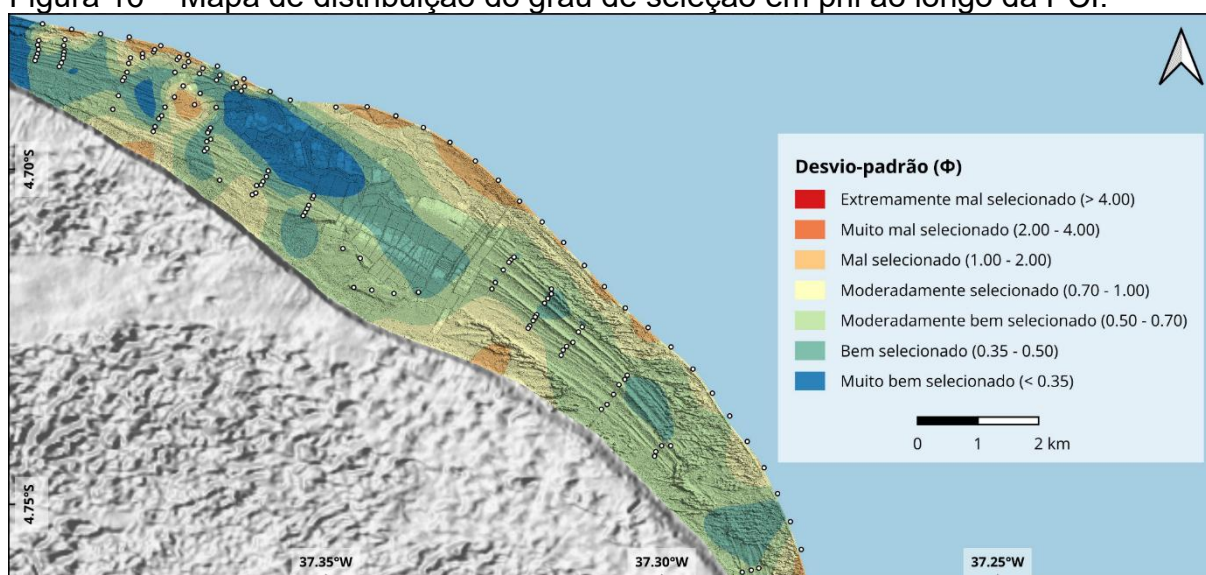 Figura 16 – Mapa de distribuição do grau de seleção em phi ao longo da PCI.
4.70°S
4.75°S
37.35°W
37.30°W
37.25°W
Desvio-padrão (Φ)
Extremamente mal selecionado (> 4.00)
Muito mal selecionado (2.00 - 4.00)
Mal selecionado (1.00 - 2.00)
Moderadamente selecionado (0.70 - 1.00)
Moderadamente bem selecionado (0.50 - 0.70)
Bem selecionado (0.35 - 0.50)
Muito bem selecionado (< 0.35)
0 1 2 km